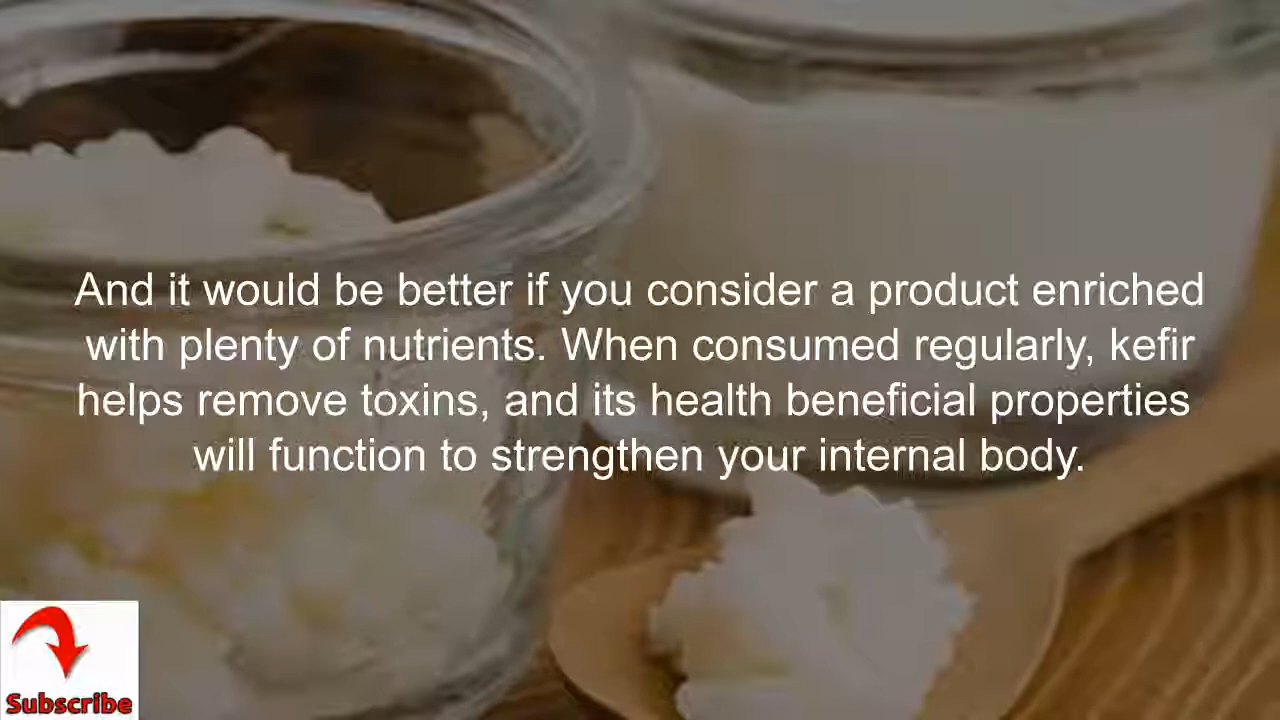 And it would be better if you consider a product enriched
with plenty of nutrients. When consumed regularly, kefir
helps remove toxins, and its health beneficial properties
will function to strengthen your internal body.
Subscribe